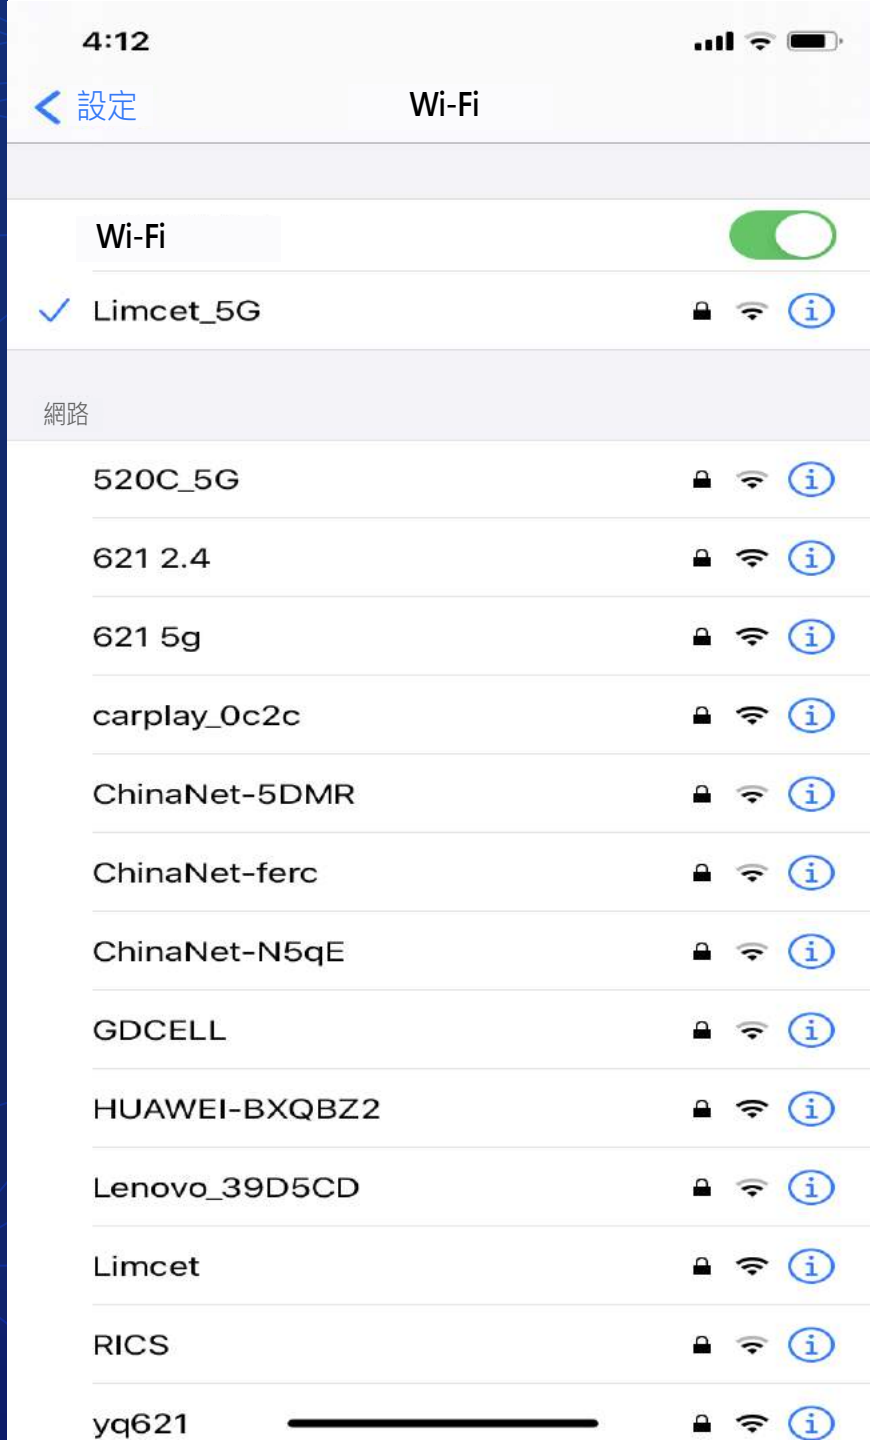 4:12
設定 Wi-Fi
Wi-Fi
Limcet_5G
網路
520C_5G
621 2.4
621 5g
carplay_0c2c
ChinaNet-5DMR
ChinaNet-ferc
ChinaNet-N5qE
GDCELL
HUAWEI-BXQBZ2
Lenovo_39D5CD
Limcet
RICS
yq621